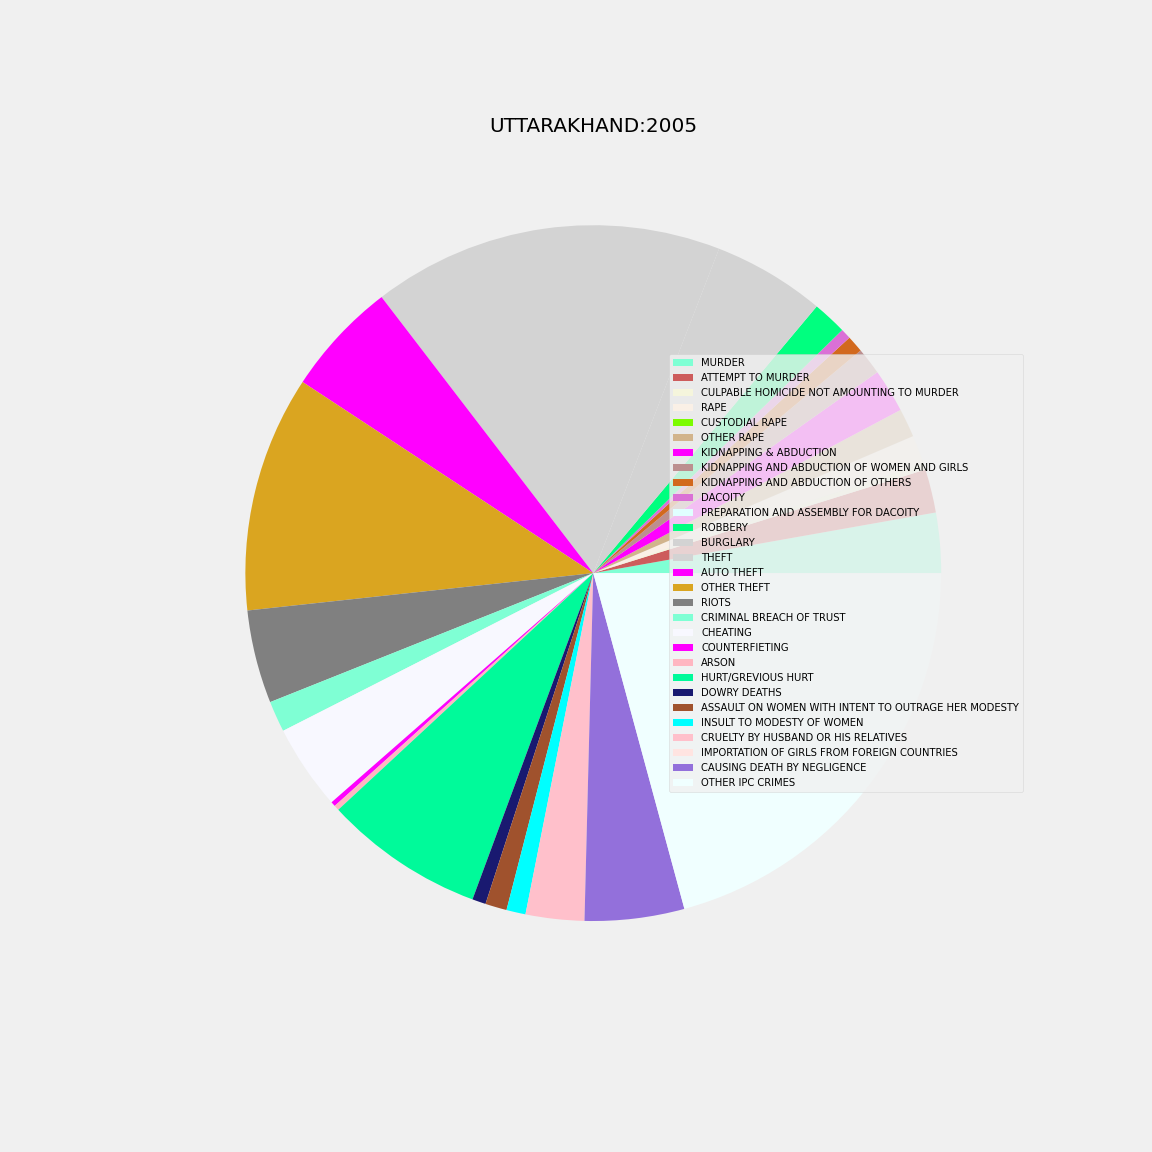 UTTARAKHAND:2005
MURDER
ATTEMPT TO MURDER
CULPABLE HOMICIDE NOT AMOUNTING TO MURDER
RAPE
CUSTODIAL RAPE
OTHER RAPE
KIDNAPPING & ABDUCTION
KIDNAPPING AND ABDUCTION OF WOMEN AND GIRLS
KIDNAPPING AND ABDUCTION OF OTHERS
DACOITY
PREPARATION AND ASSEMBLY FOR DACOITY
ROBBERY
BURGLARY
THEFT
AUTO THEFT
OTHER THEFT
RIOTS
CRIMINAL BREACH OF TRUST
CHEATING
COUNTERFIETING
ARSON
HURT/GREVIOUS HURT
DOWRY DEATHS
ASSAULT ON WOMEN WITH INTENT TO OUTRAGE HER MODESTY
INSULT TO MODESTY OF WOMEN
CRUELTY BY HUSBAND OR HIS RELATIVES
IMPORTATION OF GIRLS FROM FOREIGN COUNTRIES
CAUSING DEATH BY NEGLIGENCE
OTHER IPC CRIMES